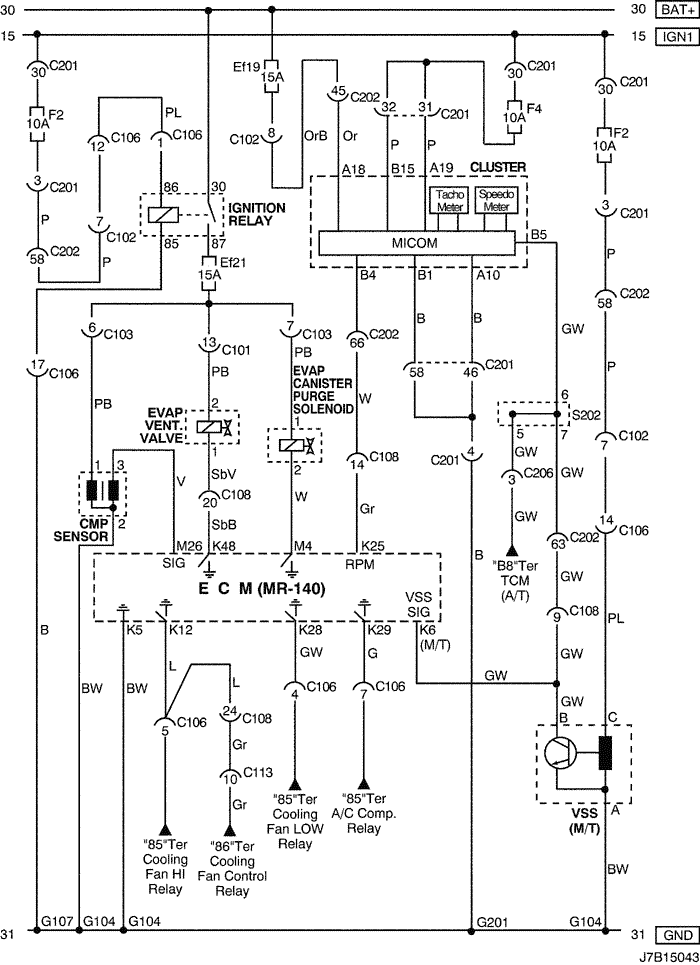 30
30
BAT+
15
15
IGN1
30
C201
F2
10A
3
C201
P
58
C202
P
12
C106
7
C102
PL
1
C106
86
30
IGNITION
RELAY
85
87
Ef21
15A
Ef19
15A
8
C102
OrB
45
C202
Or
32
31
C201
P
P
30
C201
F4
10A
A18
B15
A19
CLUSTER
Tacho
Meter
Speedo
Meter
MICOM
B5
B4
B1
A10
30
C201
F2
10A
3
C201
P
58
C202
P
GW
6
C103
13
C101
7
C103
PB
PB
PB
66
C202
W
B
B
58
46
C201
17
C106
EVAP
VENT.
VALVE
2
1
EVAP
CANISTER
PURGE
SOLENOID
1
2
6
S202
5
7
GW
GW
7
C102
C201
4
3
C206
GW
1
3
CMP
SENSOR
2
V
SbV
20
C108
SbB
W
14
C108
Gr
14
C106
63
C202
GW
"B8"Ter
TCM
(A/T)
M26
K48
M4
K25
SIG
RPM
E C M (MR-140)
VSS
SIG
K5
K12
K28
K29
K6
(M/T)
9
C108
PL
GW
B
BW
BW
L
L
GW
G
B
GW
GW
5
C106
24
C108
4
C106
7
C106
Gr
10
C113
Gr
B
C
A
VSS
(M/T)
"85"Ter
Cooling
Fan HI
Relay
"86"Ter
Cooling
Fan Control
Relay
"85"Ter
Cooling
Fan LOW
Relay
"85"Ter
A/C Comp.
Relay
BW
31
G107
G104
G104
G201
G104
31
GND
J7B15043